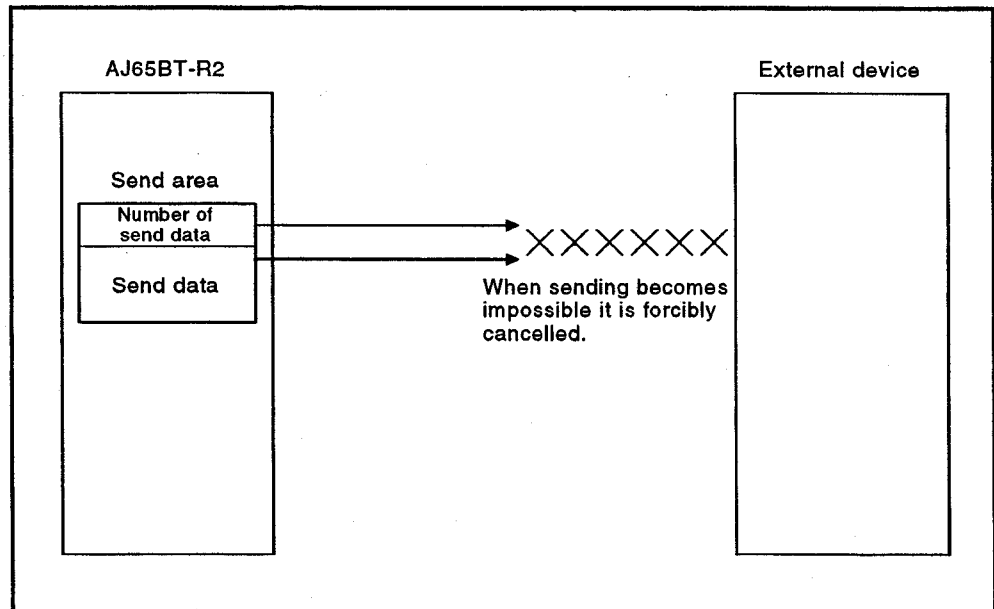 AJ65BT-R2
External device
Send area
Number of
send data
Send data
When sending becomes
impossible it is forcibly
cancelled.